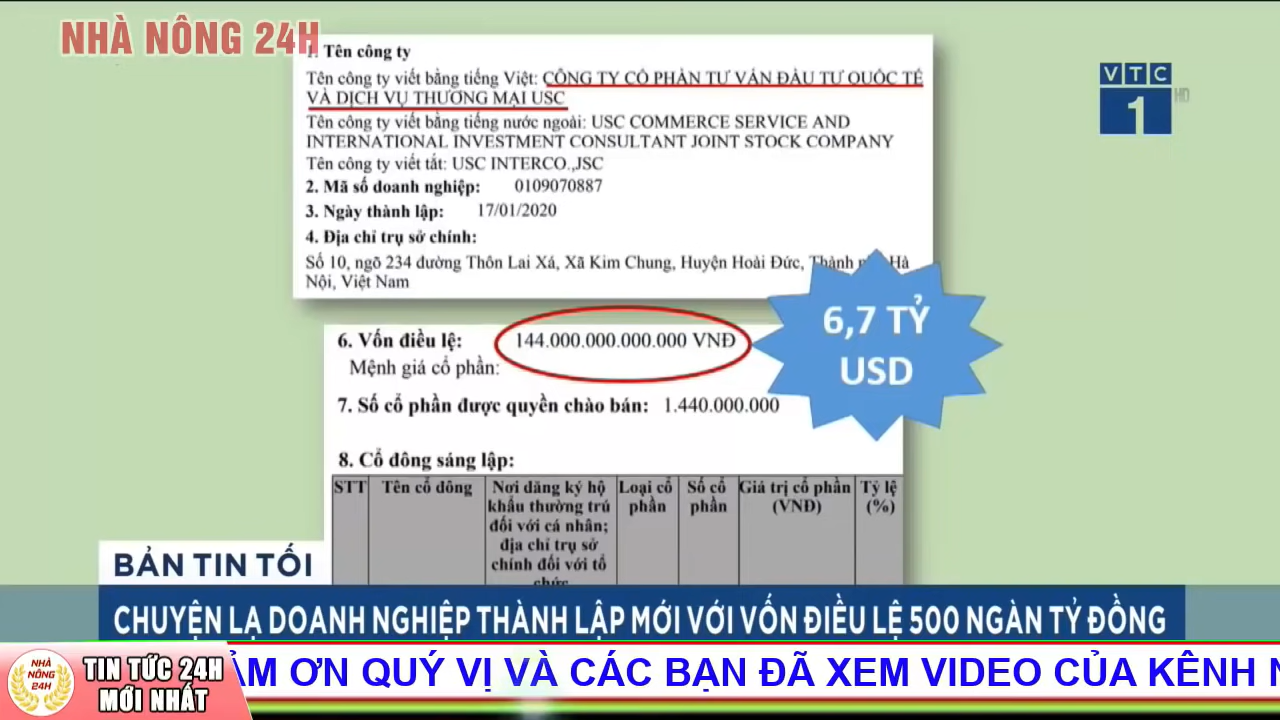 NHÀ NÔNG 24H
1. Tên công ty
Tên công ty viết bằng tiếng Việt: CÔNG TY CỔ PHẦN TƯ VẤN ĐẦU TƯ QUỐC TẾ
VÀ DỊCH VỤ THƯƠNG MẠI USC
Tên công ty viết bằng tiếng nước ngoài: USC COMMERCE SERVICE AND
INTERNATIONAL INVESTMENT CONSULTANT JOINT STOCK COMPANY
Tên công ty viết tắt: USC INTERCO.,JSC
2. Mã số doanh nghiệp: 0109070887
3. Ngày thành lập: 17/01/2020
4. Địa chỉ trụ sở chính:
Số 10, ngõ 234 đường Thôn Lai Xá, Xã Kim Chung, Huyện Hoài Đức, Thành Hà
Nội, Việt Nam
VTC
1 HD
6. Vốn điều lệ: 144.000.000.000.000 VNĐ
Mệnh giá cổ phần:
6,7 TỶ
USD
7. Số cổ phần được quyền chào bán: 1.440.000.000
8. Cổ đông sáng lập:
STT Tên cổ đông Nơi đăng ký hộ Loại cổ Số cổ Giá trị cổ phần Tỷ lệ
khẩu thường trú phần phần (VNĐ) (%)
đối với cá nhân;
địa chỉ trụ sở
chính đối với tổ
chức
BẢN TIN TỐI
CHUYỆN LẠ DOANH NGHIỆP THÀNH LẬP MỚI VỚI VỐN ĐIỀU LỆ 500 NGÀN TỶ ĐỒNG
NHÀ
NÔNG
24H
TIN TỨC 24H
MỚI NHẤT
ẢM ƠN QUÝ VỊ VÀ CÁC BẠN ĐÃ XEM VIDEO CỦA KÊNH N